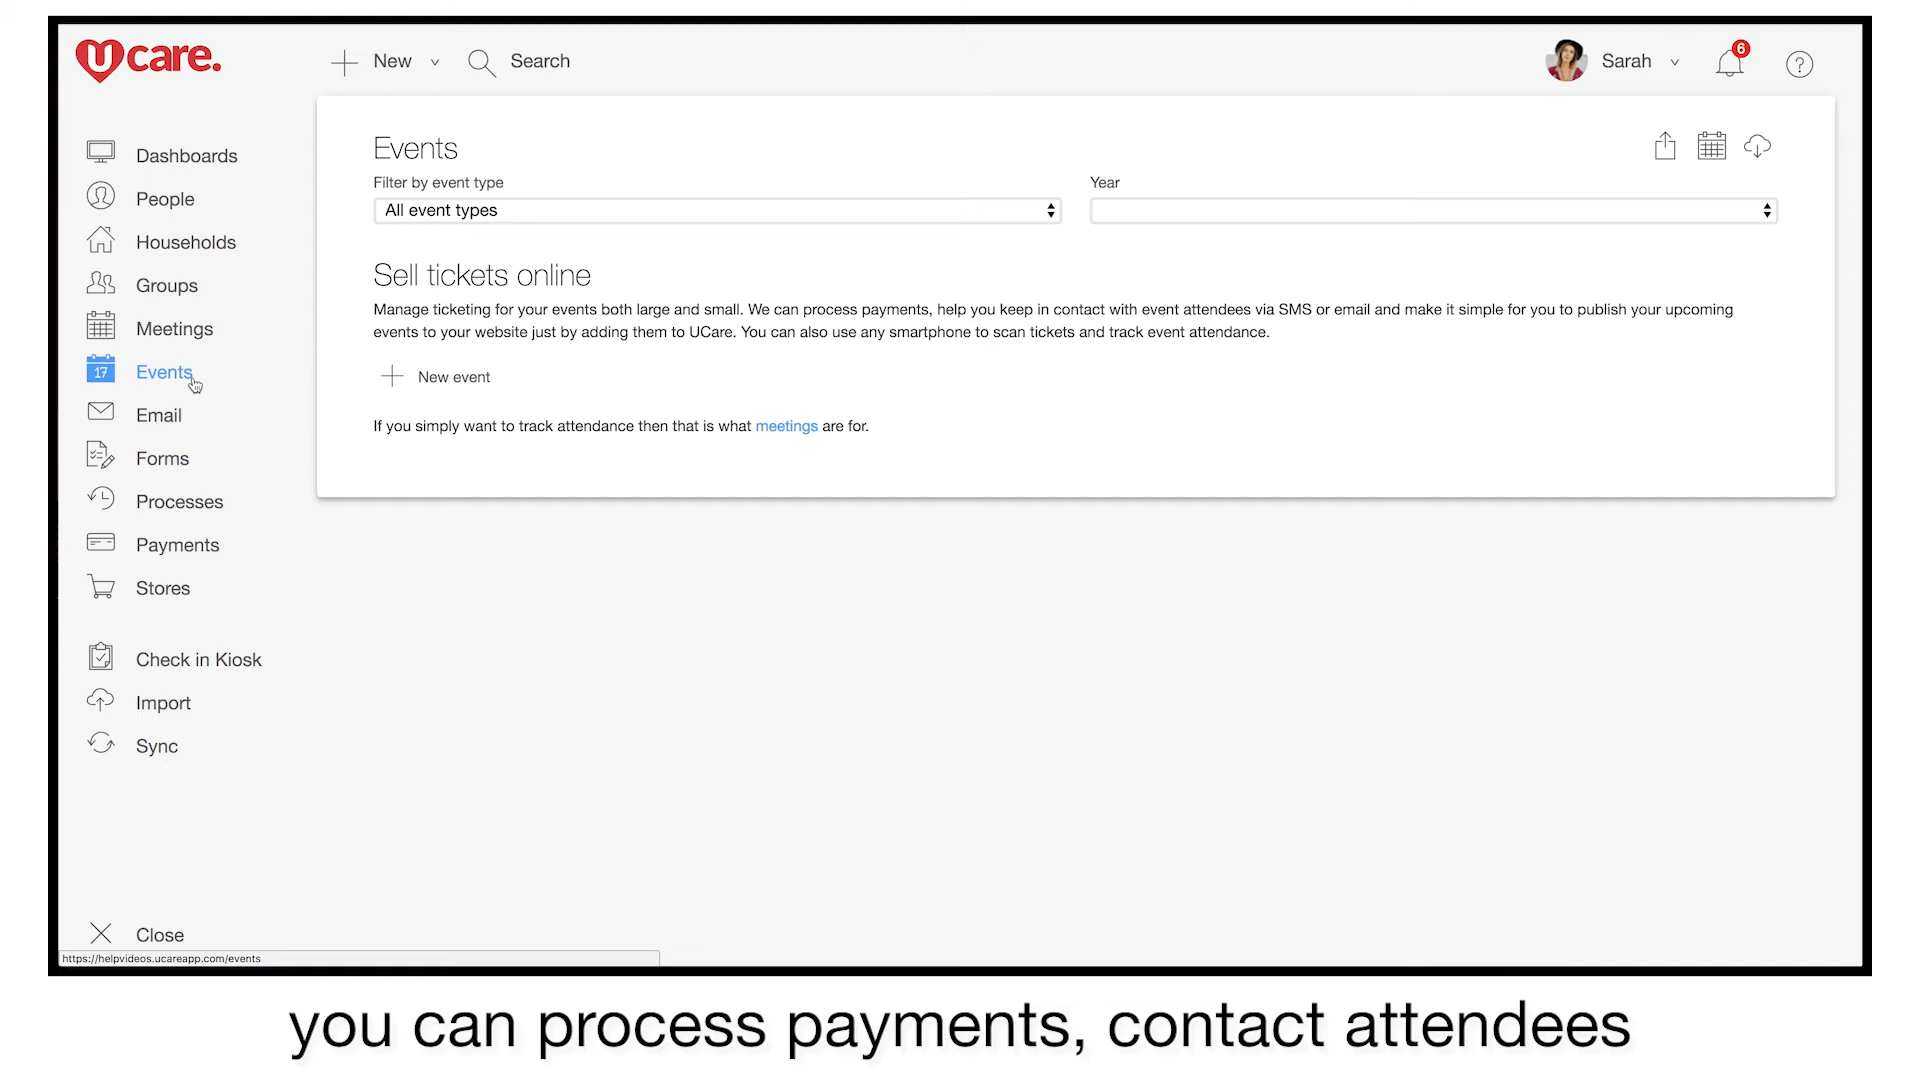 Ucare.
New
Search
Sarah
6
?
Dashboards
People
Households
Groups
Meetings
17
Events
Email
Forms
Processes
Payments
Stores
Check in Kiosk
Import
Sync
Close
Events
Filter by event type
Year
All event types
Sell tickets online
Manage ticketing for your events both large and small. We can process payments, help you keep in contact with event attendees via SMS or email and make it simple for you to publish your upcoming
events to your website just by adding them to UCare. You can also use any smartphone to scan tickets and track event attendance.
New event
If you simply want to track attendance then that is what meetings are for.
https://helpvideos.ucareapp.com/events
you can process payments, contact attendees